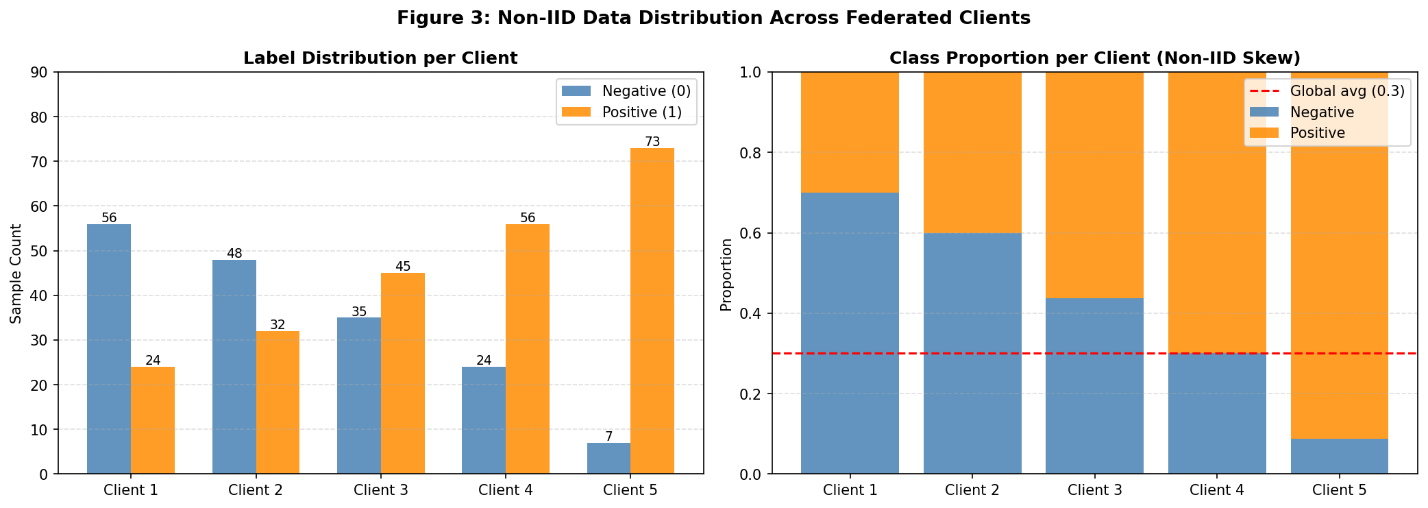 Figure 3: Non-IID Data Distribution Across Federated Clients
Label Distribution per Client
Sample Count
90
80
70
60
50
40
30
20
10
0
Negative (0)
Positive (1)
56
24
48
32
35
45
24
56
7
73
Client 1
Client 2
Client 3
Client 4
Client 5
Class Proportion per Client (Non-IID Skew)
Proportion
1.0
0.8
0.6
0.4
0.2
0.0
Global avg (0.3)
Negative
Positive
Client 1
Client 2
Client 3
Client 4
Client 5